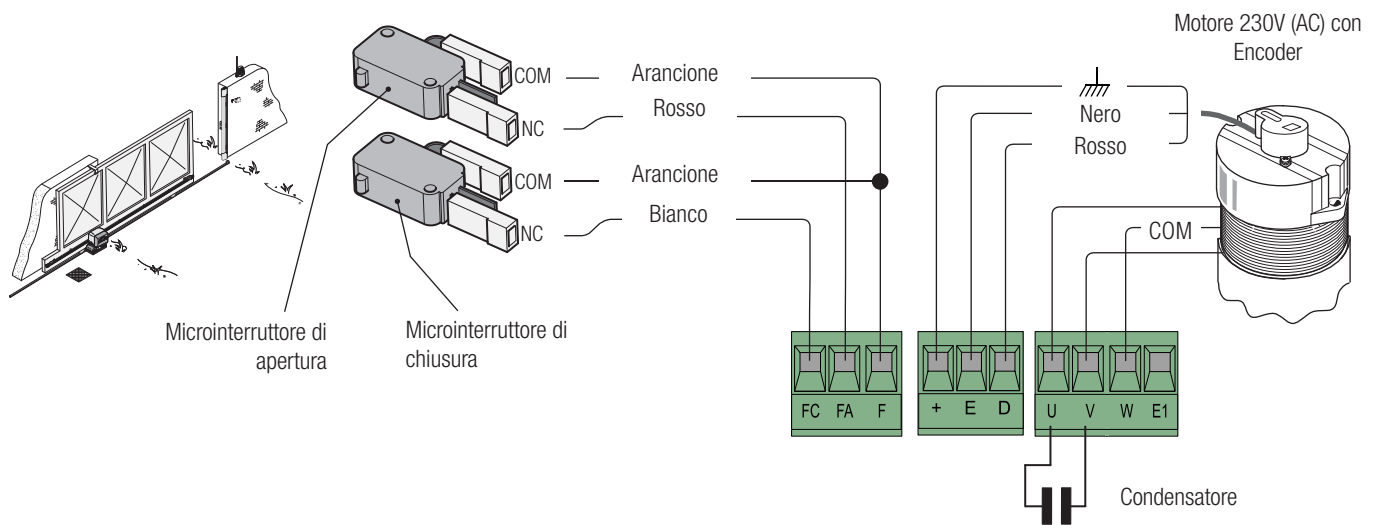 Motore 230V (AC) con
Encoder
COM
Arancione
Rosso
NC
COM
Arancione
Bianco
NC
Nero
Rosso
COM
Microinterruttore di
apertura
Microinterruttore di
chiusura
FC FA F
+ E D
U V W E1
Condensatore